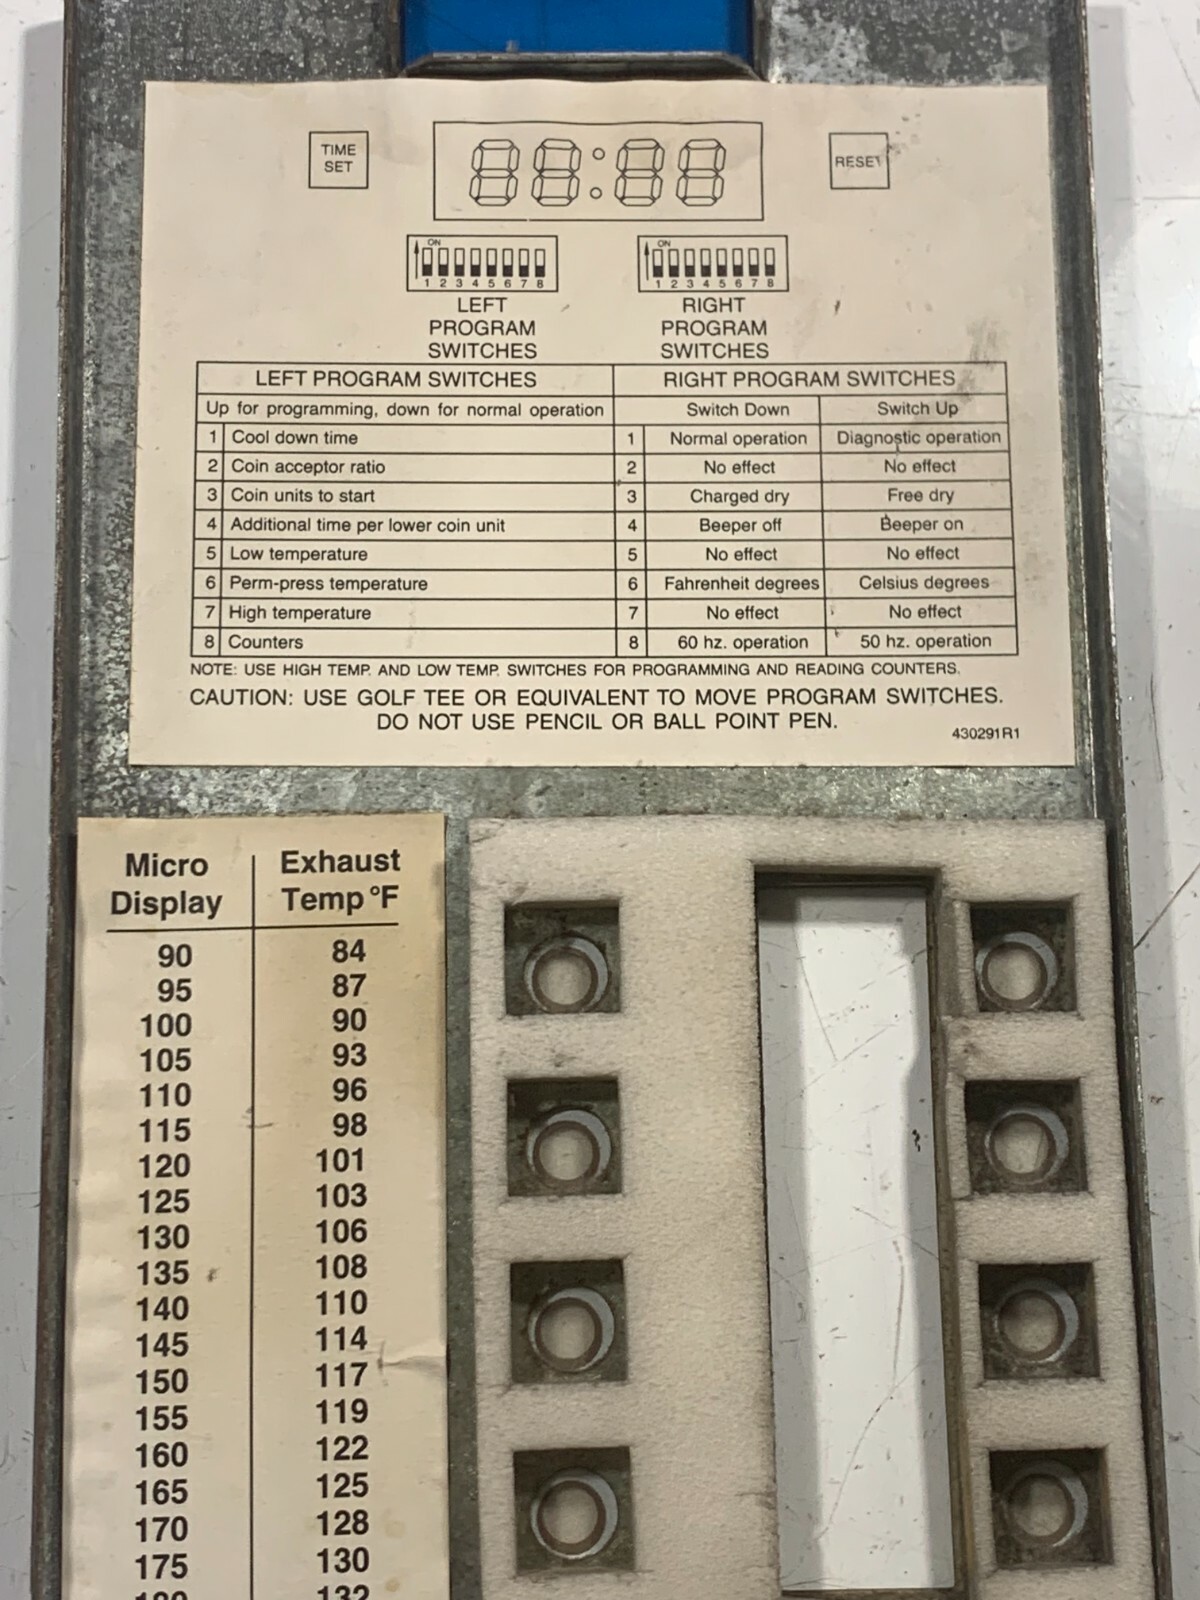 TIME
SET
88:88
RESET
ON
1 2 3 4 5 6 7 8
ON
1 2 3 4 5 6 7 8
LEFT
PROGRAM
SWITCHES
RIGHT
PROGRAM
SWITCHES
LEFT PROGRAM SWITCHES RIGHT PROGRAM SWITCHES
Up for programming, down for normal operation Switch Down Switch Up
1 Cool down time 1 Normal operation Diagnostic operation
2 Coin acceptor ratio 2 No effect No effect
3 Coin units to start 3 Charged dry Free dry
4 Additional time per lower coin unit 4 Beeper off Beeper on
5 Low temperature 5 No effect No effect
6 Perm-press temperature 6 Fahrenheit degrees Celsius degrees
7 High temperature 7 No effect No effect
8 Counters 8 60 hz. operation 50 hz. operation
NOTE: USE HIGH TEMP. AND LOW TEMP. SWITCHES FOR PROGRAMMING AND READING COUNTERS.
CAUTION: USE GOLF TEE OR EQUIVALENT TO MOVE PROGRAM SWITCHES.
DO NOT USE PENCIL OR BALL POINT PEN.
430291R1
Micro Exhaust
Display Temp °F
90 84
95 87
100 90
105 93
110 96
115 98
120 101
125 103
130 106
135 108
140 110
145 114
150 117
155 119
160 122
165 125
170 128
175 130
180 132